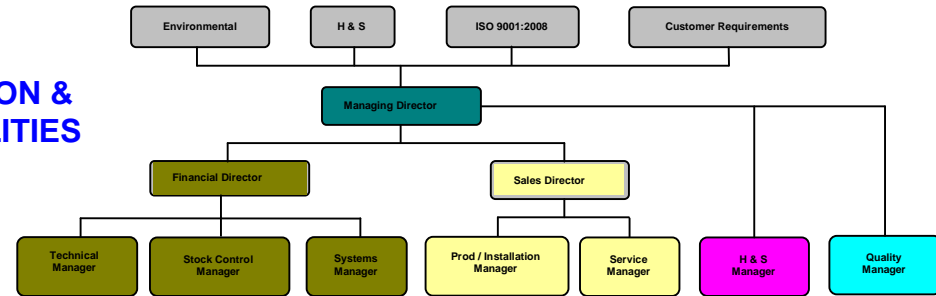 Environmental
H & S
ISO 9001:2008
Customer Requirements
ON &
ITIES
Managing Director
Financial Director
Sales Director
Technical
Manager
Stock Control
Manager
Systems
Manager
Prod / Installation
Manager
Service
Manager
H & S
Manager
Quality
Manager